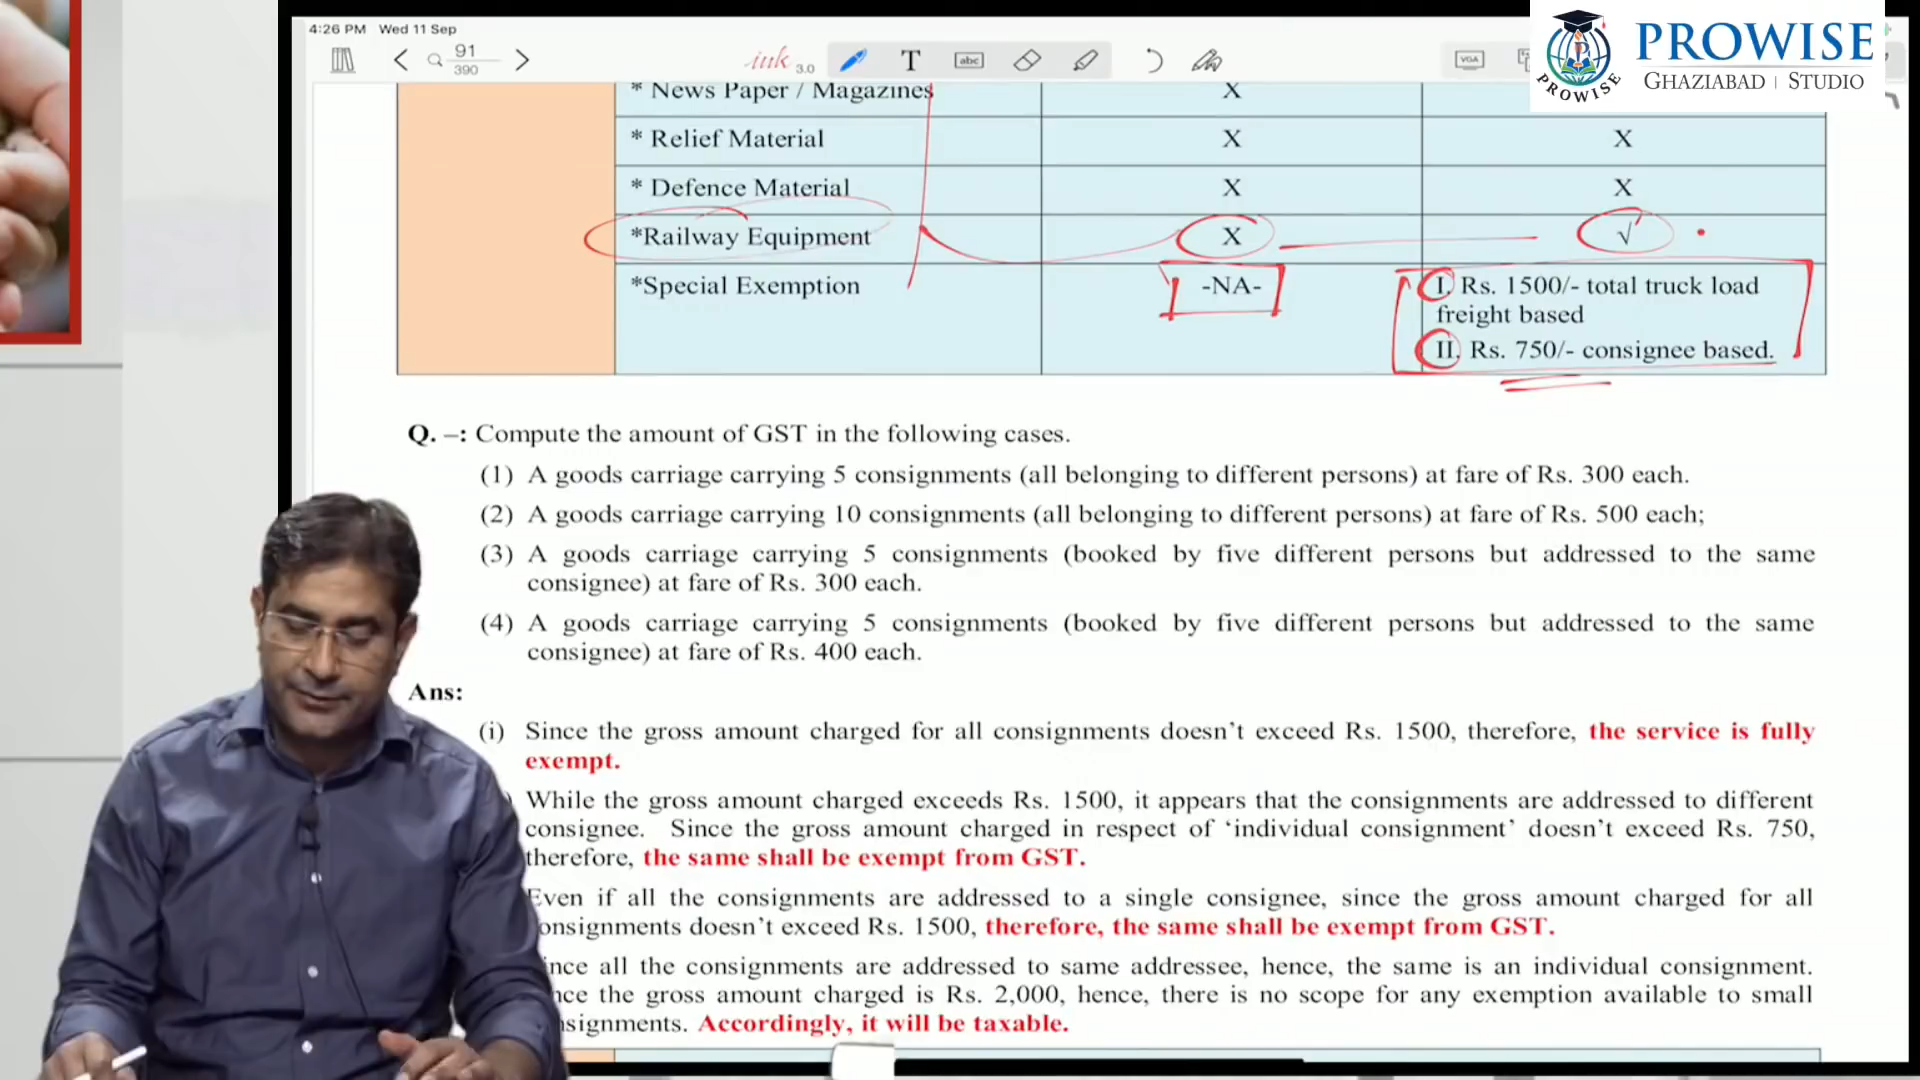 4:26 PM Wed 11 Sep
PROWISE
GHAZIABAD | STUDIO
PROWISE
91
390
ink 3.0
T
abc
VGA
* News Paper / Magazines X
* Relief Material X X
* Defence Material X X
*Railway Equipment X √
*Special Exemption -NA- I. Rs. 1500/- total truck load
freight based
II. Rs. 750/- consignee based.
Q. –: Compute the amount of GST in the following cases.
(1) A goods carriage carrying 5 consignments (all belonging to different persons) at fare of Rs. 300 each.
(2) A goods carriage carrying 10 consignments (all belonging to different persons) at fare of Rs. 500 each;
(3) A goods carriage carrying 5 consignments (booked by five different persons but addressed to the same
consignee) at fare of Rs. 300 each.
(4) A goods carriage carrying 5 consignments (booked by five different persons but addressed to the same
consignee) at fare of Rs. 400 each.
Ans:
(i) Since the gross amount charged for all consignments doesn't exceed Rs. 1500, therefore, the service is fully
exempt.
While the gross amount charged exceeds Rs. 1500, it appears that the consignments are addressed to different
consignee. Since the gross amount charged in respect of 'individual consignment' doesn't exceed Rs. 750,
therefore, the same shall be exempt from GST.
Even if all the consignments are addressed to a single consignee, since the gross amount charged for all
onsignments doesn't exceed Rs. 1500, therefore, the same shall be exempt from GST.
ince all the consignments are addressed to same addressee, hence, the same is an individual consignment.
nce the gross amount charged is Rs. 2,000, hence, there is no scope for any exemption available to small
signments. Accordingly, it will be taxable.